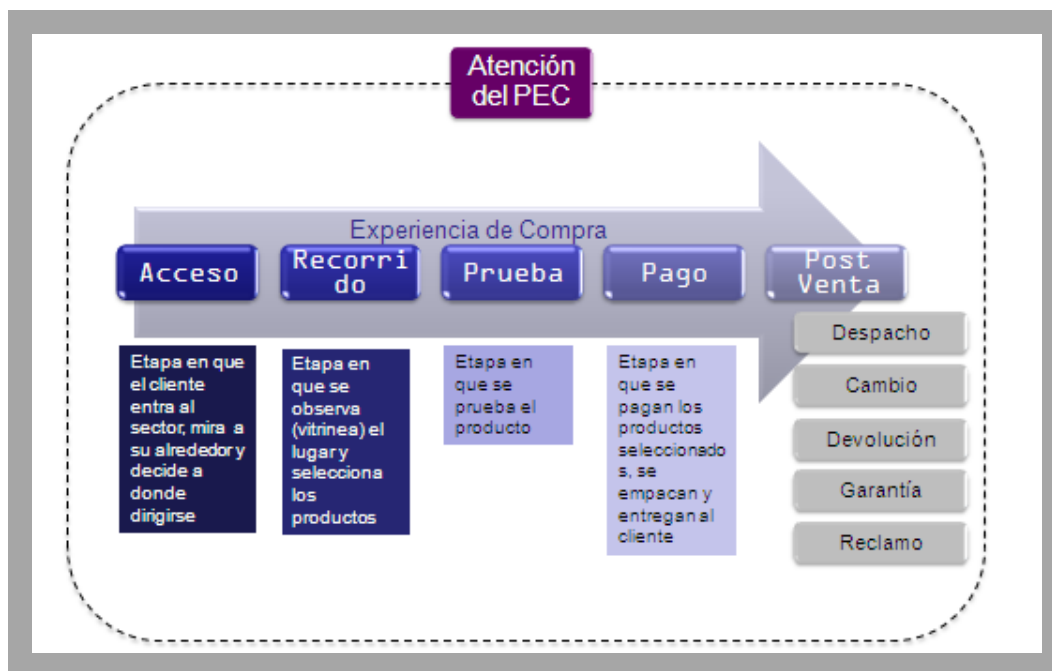 Atención
del PEC
Experiencia de Compra
Acceso
Recorri
do
Prueba
Pago
Post
Venta
Etapa en que
el cliente
entra al
sector, mira a
su alrededor y
decide a
donde
dirigirse
Etapa en
que se
observa
(vitrinea) el
lugar y
selecciona
los
productos
Etapa en
que se
prueba el
producto
Etapa en
que se
pagan los
productos
seleccionado
s, se
empacan y
entregan al
cliente
Despacho
Cambio
Devolución
Garantía
Reclamo